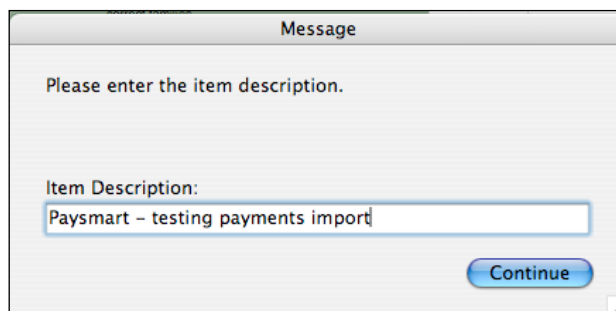 Message
Please enter the item description.
Item Description:
Paysmart – testing payments import
Continue